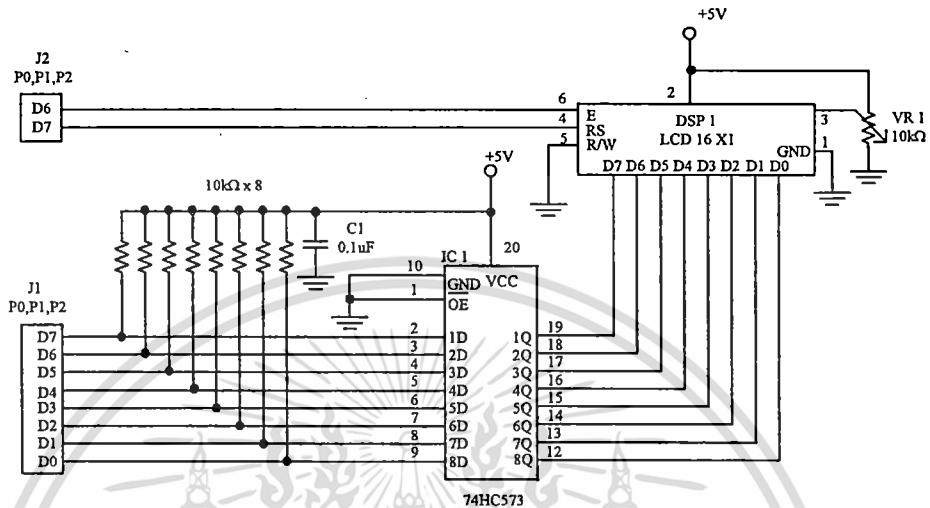 +5V
J2
P0,P1,P2
D6
D7
6
4
5
E
RS
R/W
2
DSP 1
LCD 16 X1
GND
D7 D6 D5 D4 D3 D2 D1 D0
3
1
VR 1
10kΩ
+5V
10kΩ x 8
C1
0.1uF
20
IC 1
VCC
10
GND
1
OE
J1
P0,P1,P2
D7 2 1D 1Q 19
D6 3 2D 2Q 18
D5 4 3D 3Q 17
D4 5 4D 4Q 16
D3 6 5D 5Q 15
D2 7 6D 6Q 14
D1 8 7D 7Q 13
D0 9 8D 8Q 12
74HC573